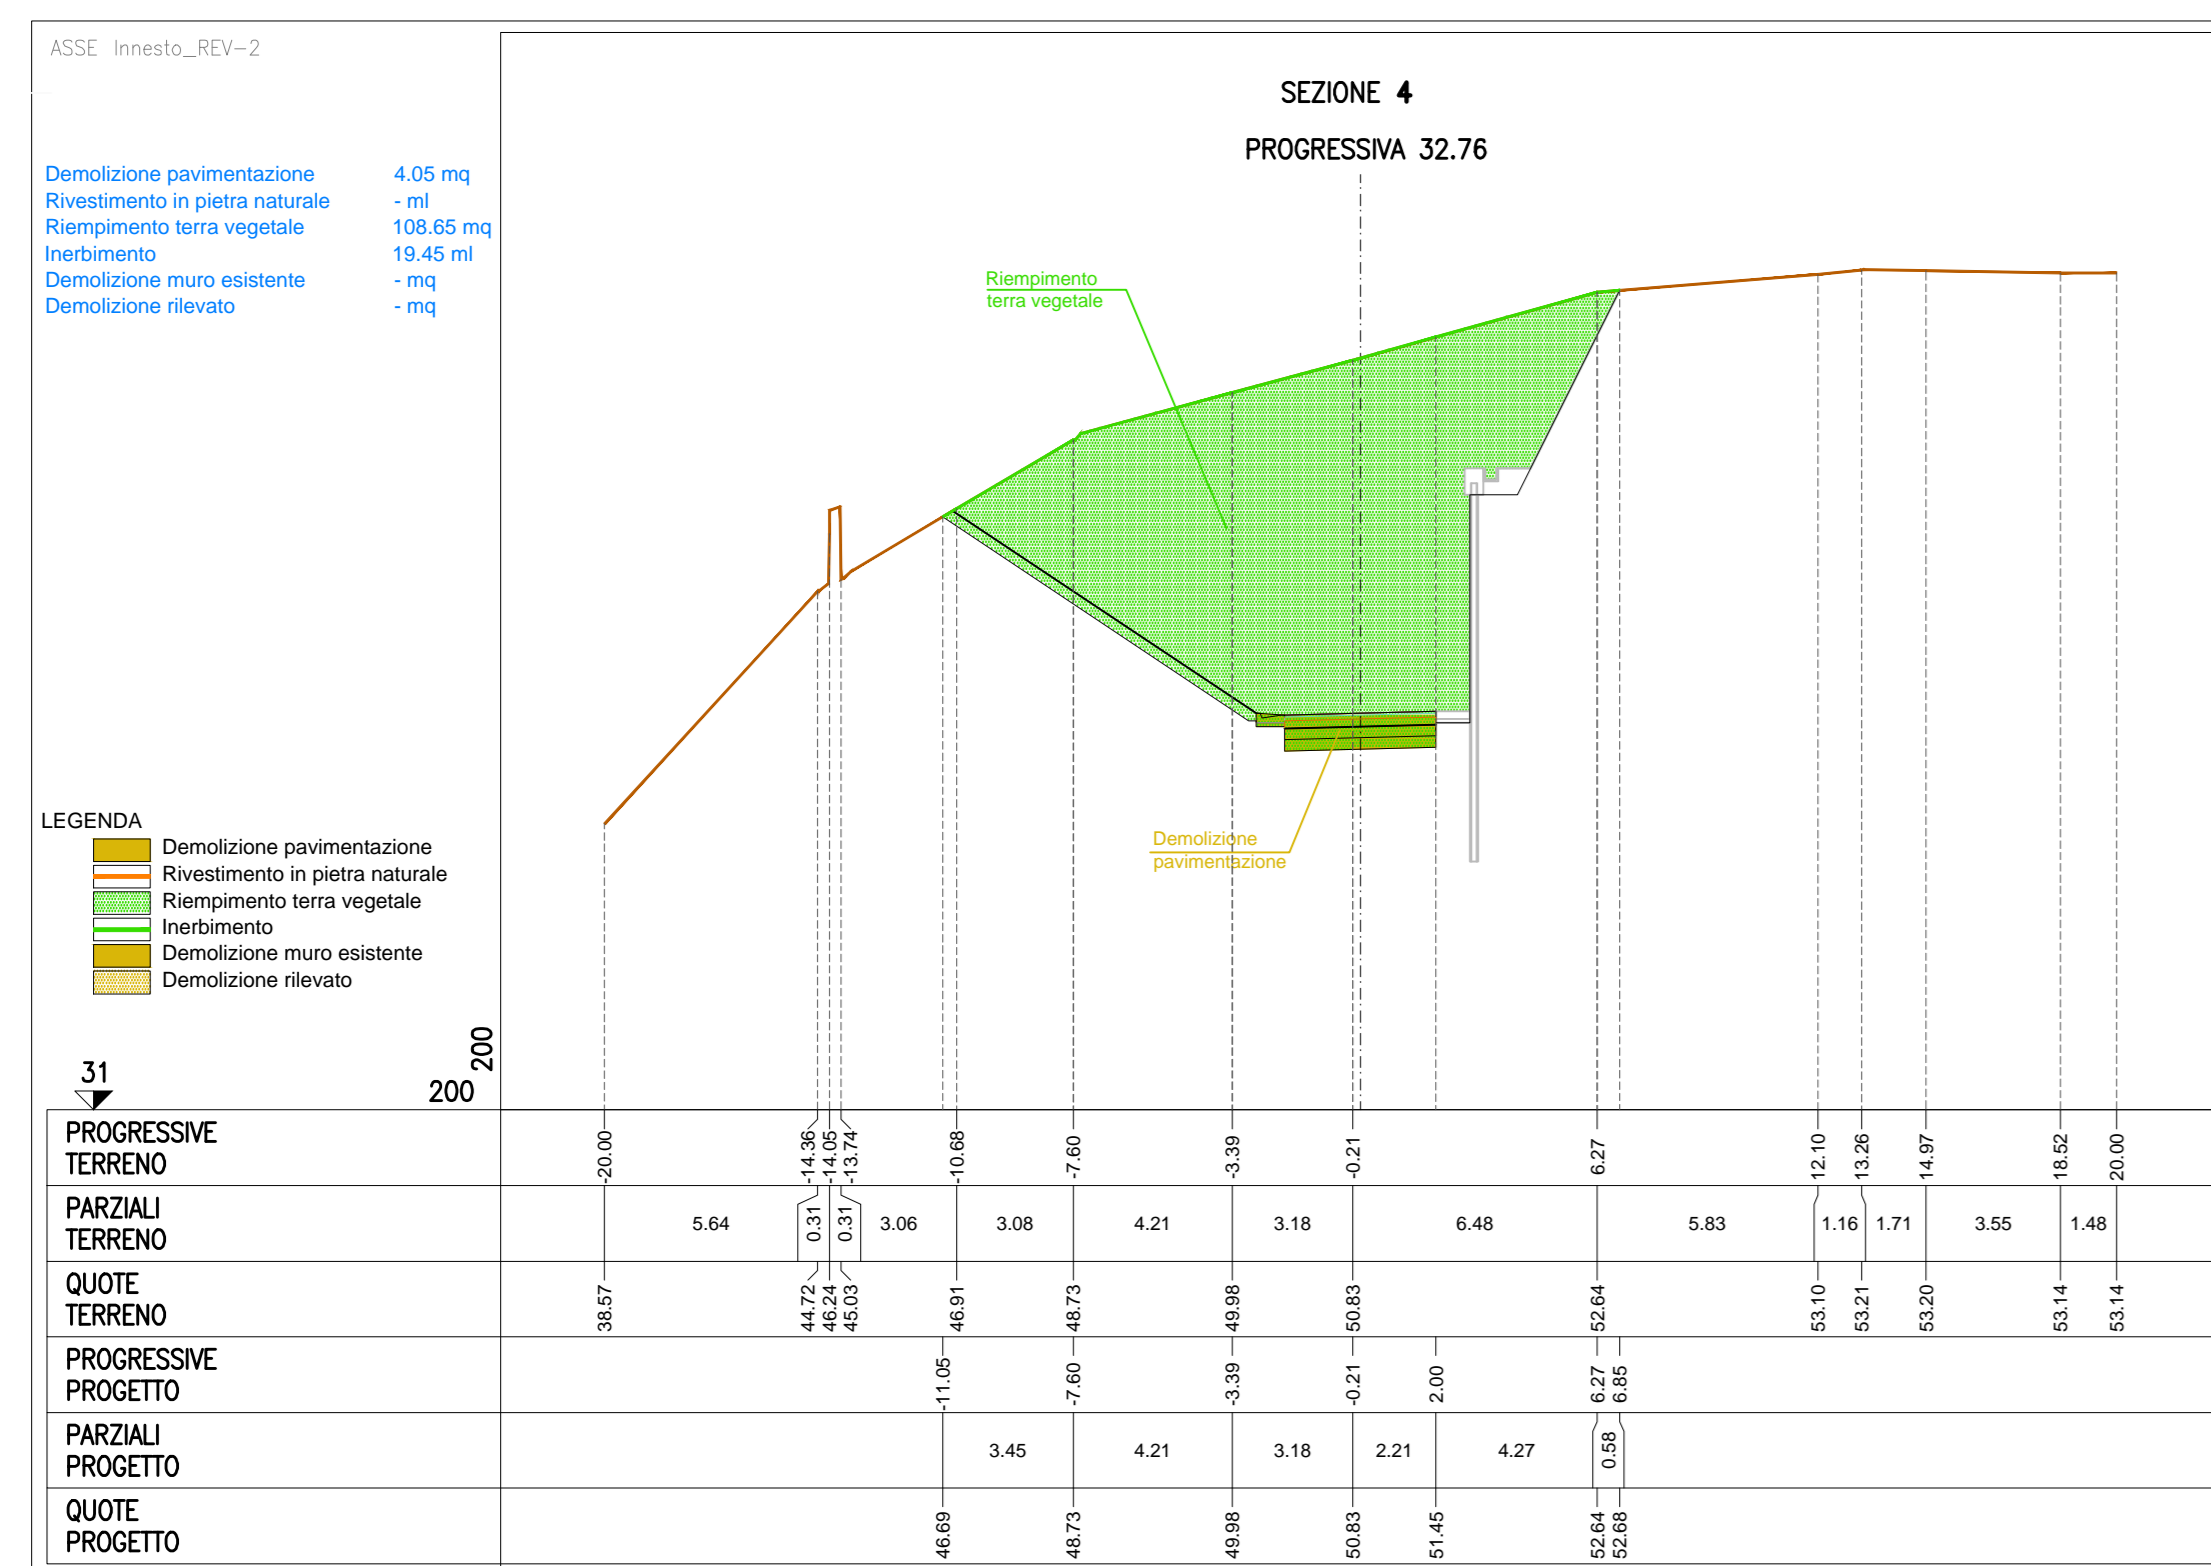 ASSE Innesto_REV-2
SEZIONE 4
PROGRESSIVA 32.76
Demolizione pavimentazione 4.05 mq
Rivestimento in pietra naturale - ml
Riempimento terra vegetale 108.65 mq
Inerbimento 19.45 ml
Demolizione muro esistente - mq
Demolizione rilevato - mq
Riempimento
terra vegetale
Demolizione
pavimentazione
LEGENDA
Demolizione pavimentazione
Rivestimento in pietra naturale
Riempimento terra vegetale
Inerbimento
Demolizione muro esistente
Demolizione rilevato
200
31
200
PROGRESSIVE
TERRENO
-20.00 -14.36 -14.05 -13.74 -10.68 -7.60 -3.39 -0.21 6.27 12.10 13.26 14.97 18.52 20.00
PARZIALI
TERRENO
5.64 0.31 0.31 3.06 3.08 4.21 3.18 6.48 5.83 1.16 1.71 3.55 1.48
QUOTE
TERRENO
38.57 44.72 46.24 45.03 46.91 48.73 49.98 50.83 52.64 53.10 53.21 53.20 53.14 53.14
PROGRESSIVE
PROGETTO
-11.05 -7.60 -3.39 -0.21 2.00 6.27 6.85
PARZIALI
PROGETTO
3.45 4.21 3.18 2.21 4.27 0.58
QUOTE
PROGETTO
46.69 48.73 49.98 50.83 51.45 52.64 52.68